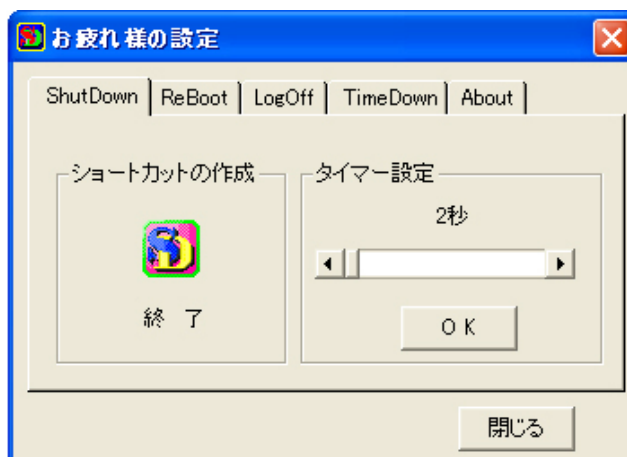 お疲れ様の設定
ShutDown ReBoot LogOff TimeDown About
ショートカットの作成
終 了
タイマー設定
2秒
O K
閉じる